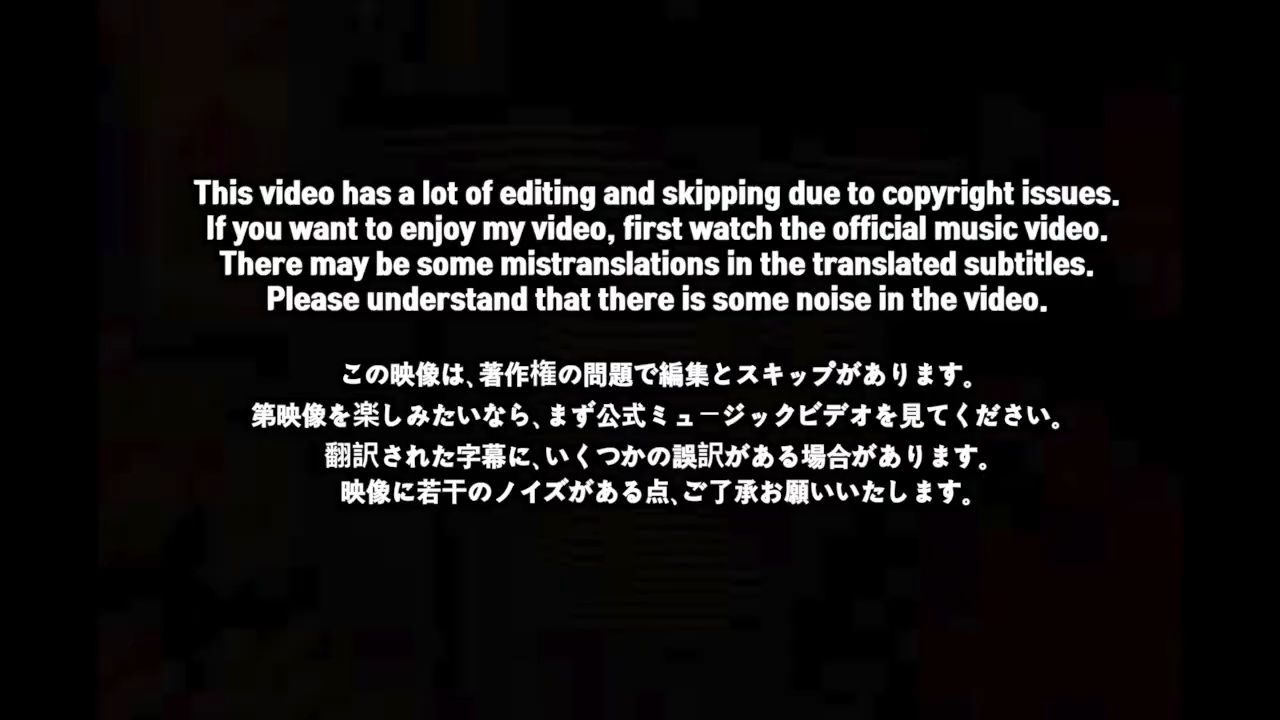 This video has a lot of editing and skipping due to copyright issues.
If you want to enjoy my video, first watch the official music video.
There may be some mistranslations in the translated subtitles.
Please understand that there is some noise in the video.
この映像は、著作権の問題で編集とスキップがあります。
第映像を楽しみたいなら、まず公式ミュージックビデオを見てください。
翻訳された字幕に、いくつかの誤訳がある場合があります。
映像に若干のノイズがある点、ご了承お願いいたします。